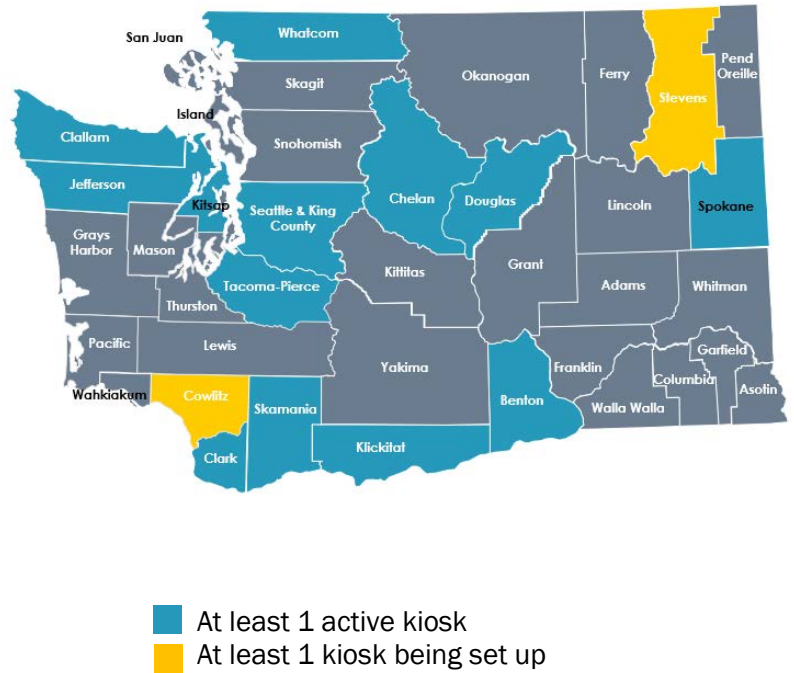 San Juan
Whatcom
Skagit
Okanogan
Ferry
Stevens
Pend
Oreille
Island
Snohomish
Clallam
Jefferson
Kitsap
Seattle & King
County
Chelan
Douglas
Lincoln
Spokane
Grays
Harbor
Mason
Kittitas
Grant
Tacoma-Pierce
Adams
Whitman
Thurston
Pacific
Lewis
Yakima
Franklin
Garfield
Columbia
Asotin
Wahkiakum
Cowlitz
Skamania
Benton
Walla Walla
Clark
Klickitat
At least 1 active kiosk
At least 1 kiosk being set up